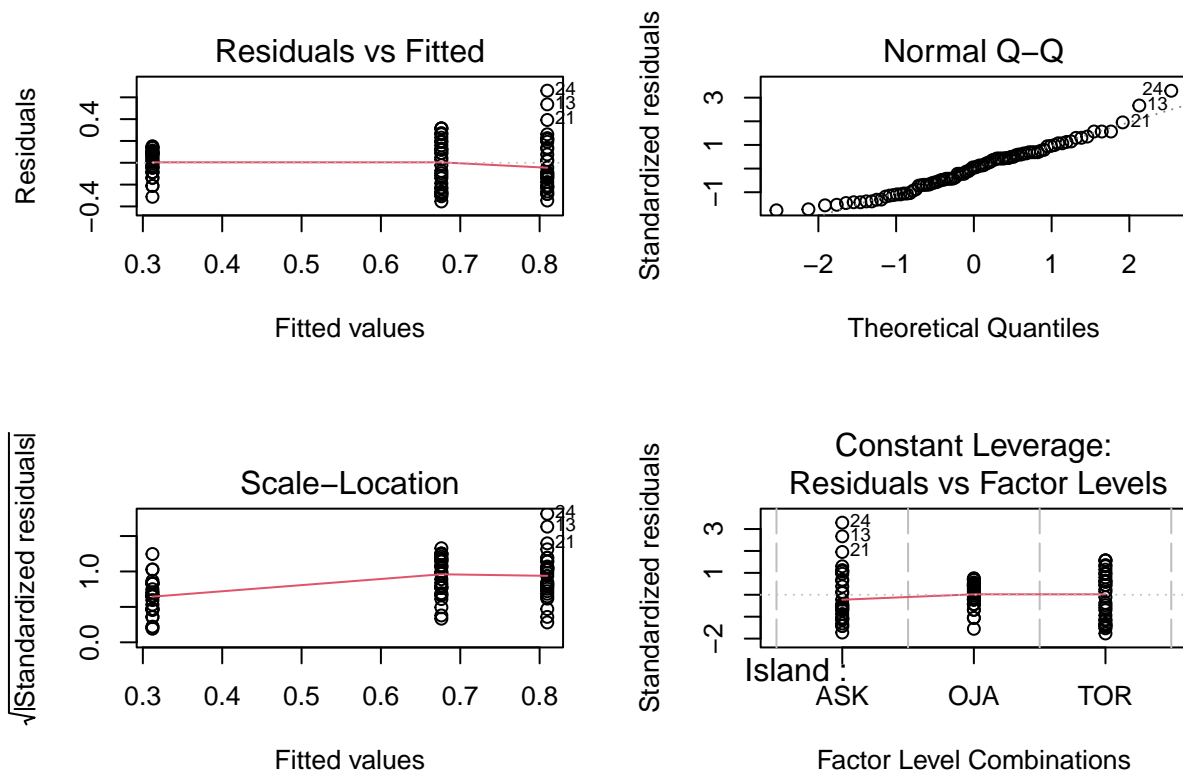 Residuals vs Fitted
Residuals
−0.4
0.4
24
13
21
0.3 0.4 0.5 0.6 0.7 0.8
Fitted values
Normal Q−Q
Standardized residuals
−1
1
3
24
13
21
−2 −1 0 1 2
Theoretical Quantiles
Scale−Location
√|Standardized residuals|
0.0
1.0
24
13
21
0.3 0.4 0.5 0.6 0.7 0.8
Fitted values
Constant Leverage:
Residuals vs Factor Levels
Standardized residuals
−2
1
3
24
13
21
Island :
ASK OJA TOR
Factor Level Combinations